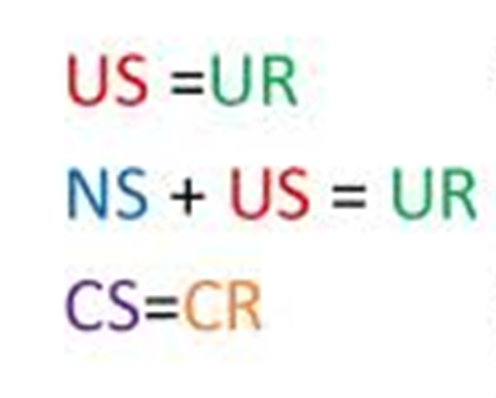 US =UR
NS + US = UR
CS=CR